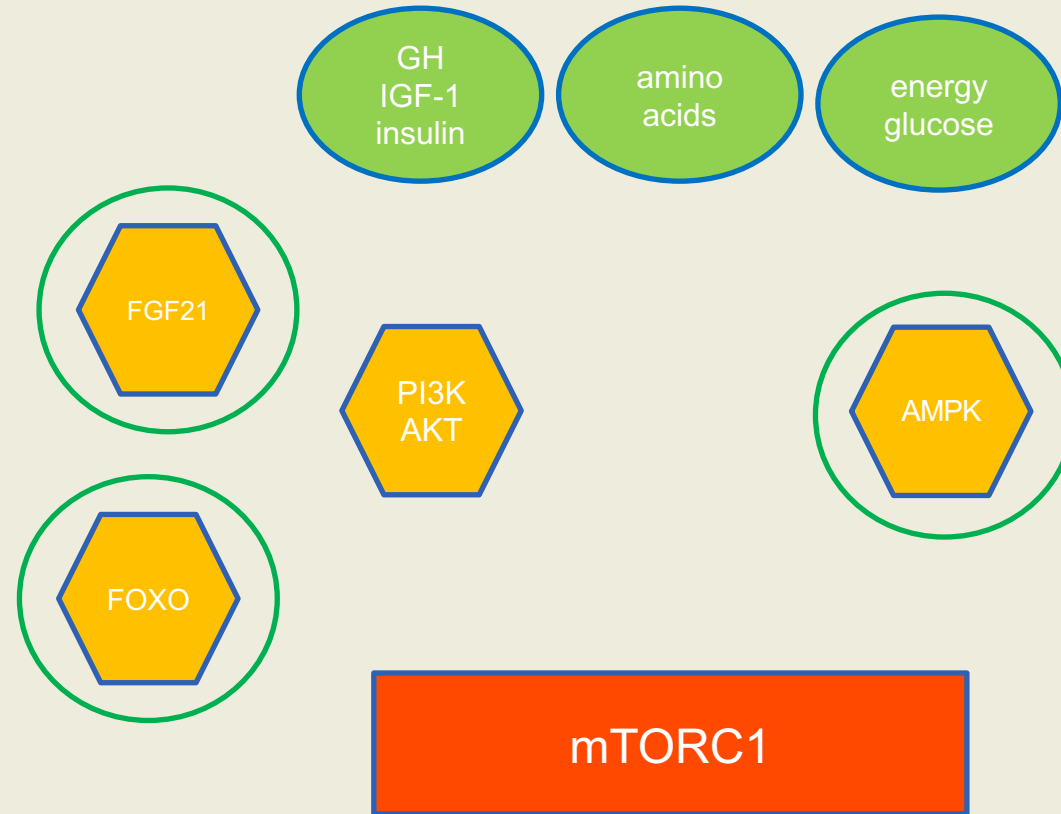 GH
IGF-1
insulin
amino
acids
energy
glucose
FGF21
PI3K
AKT
AMPK
FOXO
mTORC1